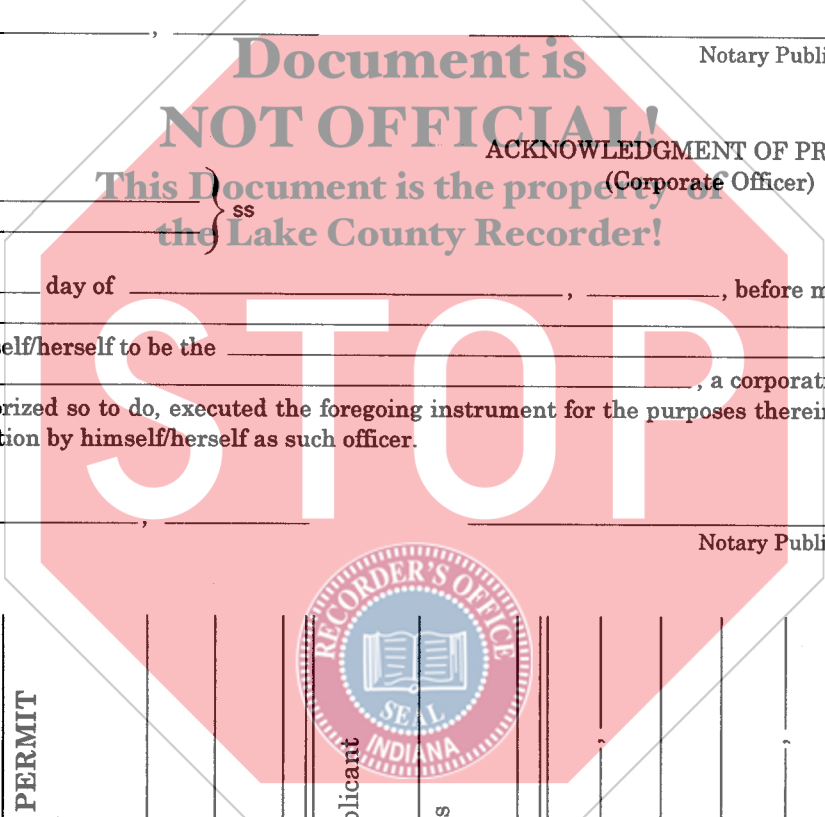 , 
Document is
Notary Publi
NOT OFFICIAL!
ACKNOWLEDGMENT OF PR
This Document is the property of
(Corporate Officer)
} ss
the Lake County Recorder!
day of , , before m
STOP
elf/herself to be the
, a corporati
rized so to do, executed the foregoing instrument for the purposes therei
tion by himself/herself as such officer.
,
Notary Publi
RECORDER'S OFFICE
SEAL
INDIANA
PERMIT
plicant
s
, ,